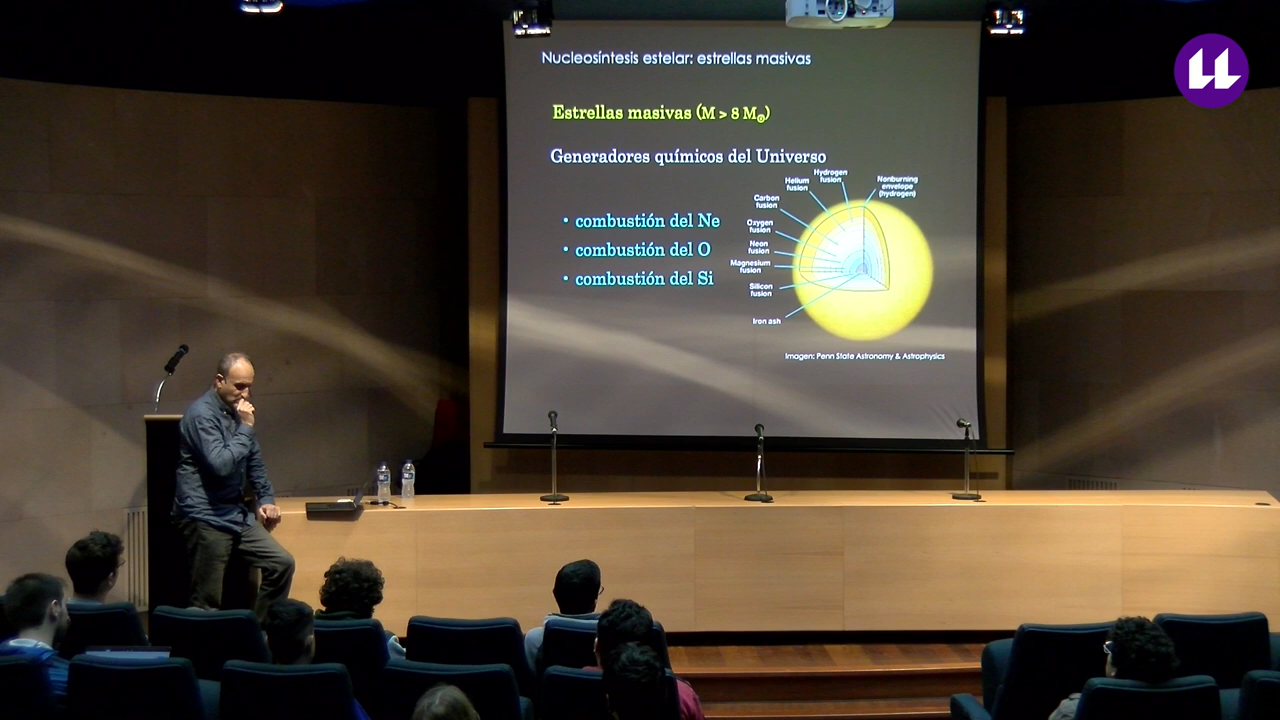 Nucleosíntesis estelar: estrellas masivas
Estrellas masivas (M > 8 M⊙)
Generadores químicos del Universo
• combustión del Ne
• combustión del O
• combustión del Si
Hydrogen
fusion
Helium
fusion
Nonburning
envelope
(hydrogen)
Carbon
fusion
Oxygen
fusion
Neon
fusion
Magnesium
fusion
Silicon
fusion
Iron ash
Imagen: Penn State Astronomy & Astrophysics